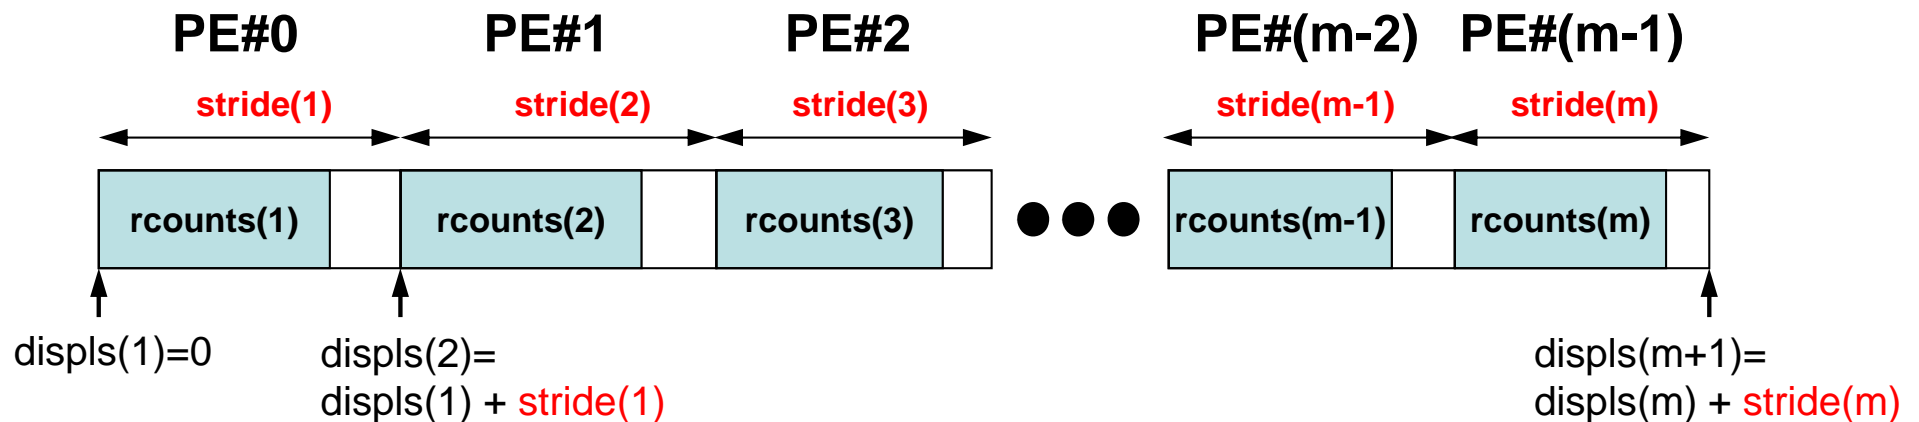 PE#0 PE#1 PE#2 PE#(m-2) PE#(m-1)
stride(1) stride(2) stride(3) stride(m-1) stride(m)
rcounts(1) rcounts(2) rcounts(3) rcounts(m-1) rcounts(m)
displs(1)=0 displs(2)= displs(m+1)=
displs(1) + stride(1) displs(m) + stride(m)